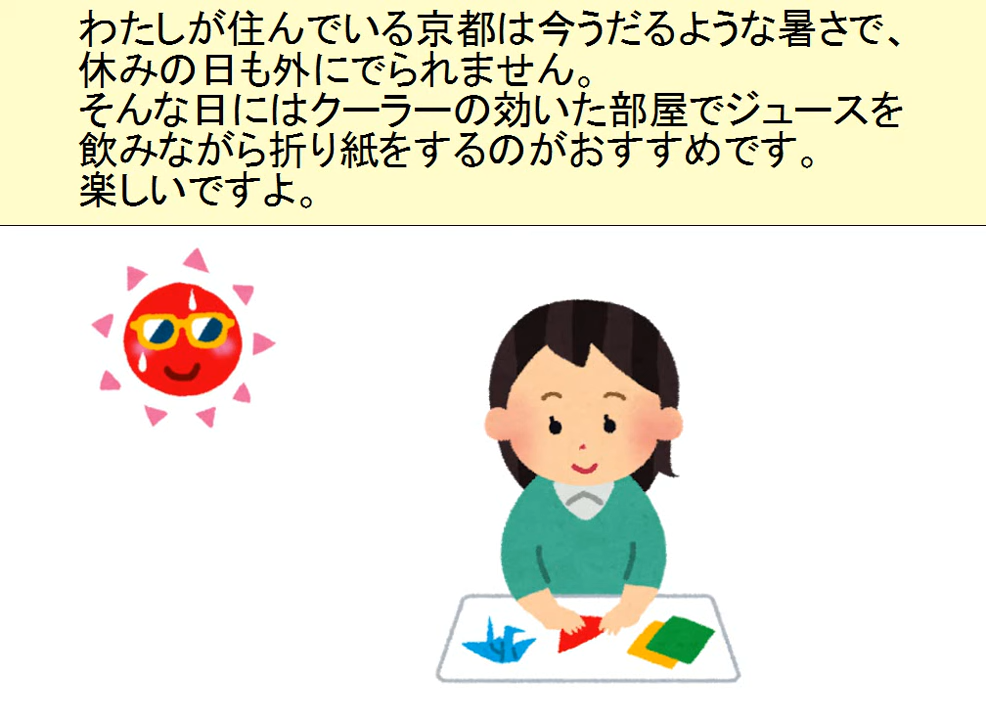 わたしが住んでいる京都は今うだるような暑さで、
休みの日も外にでられません。
そんな日にはクーラーの効いた部屋でジュースを
飲みながら折り紙をするのがおすすめです。
楽しいですよ。